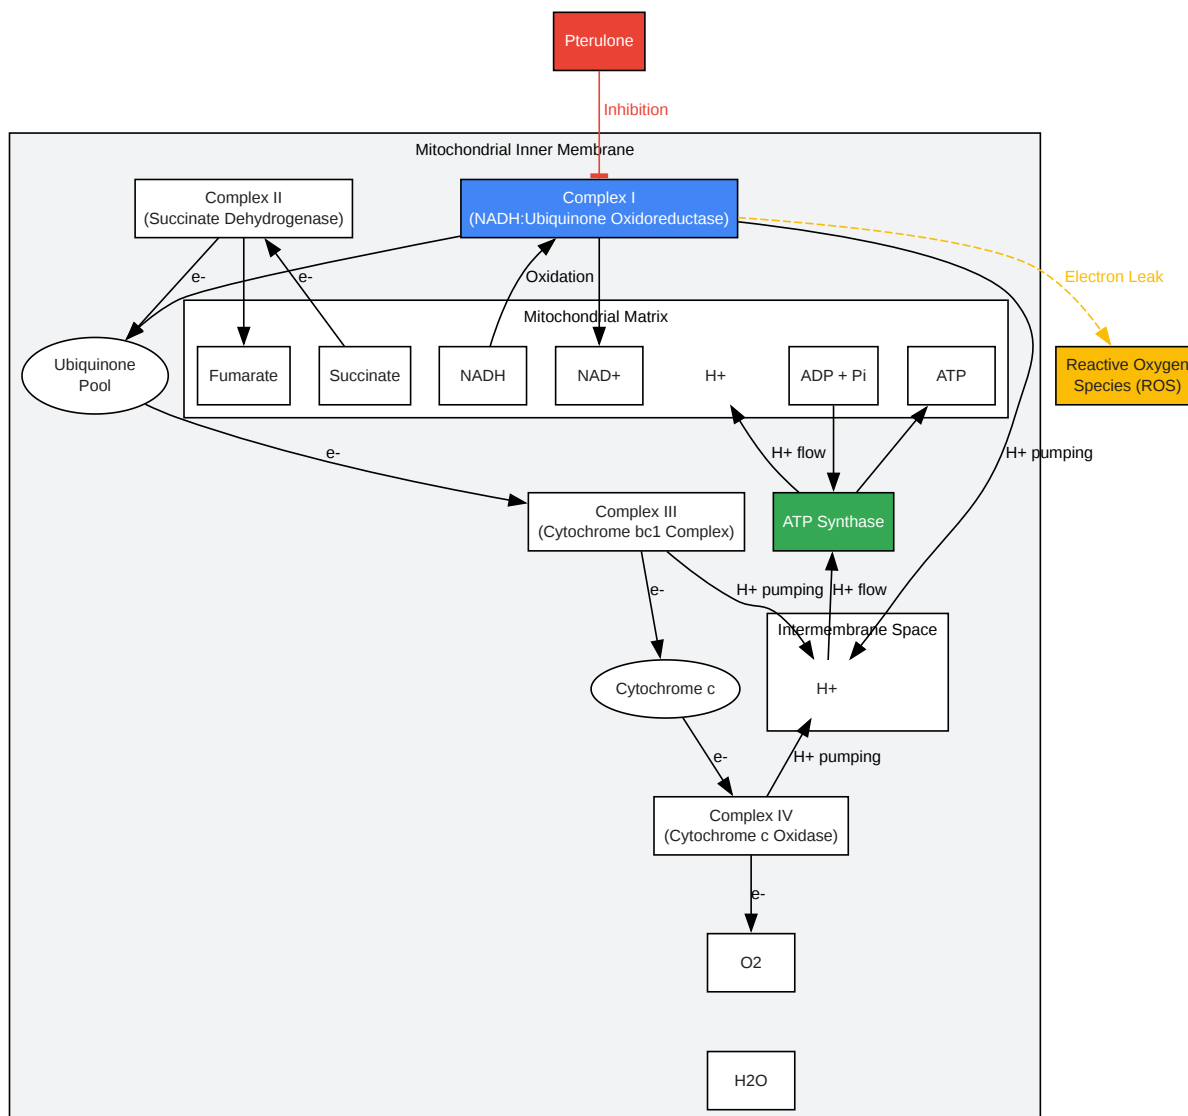 Pterulone
Inhibition
Mitochondrial Inner Membrane
Complex II
(Succinate Dehydrogenase)
Complex I
(NADH:Ubiquinone Oxidoreductase)
e-
e-
Oxidation
Electron Leak
Mitochondrial Matrix
Ubiquinone
Pool
Fumarate
Succinate
NADH
NAD+
H+
ADP + Pi
ATP
Reactive Oxygen
Species (ROS)
e-
H+ flow
H+ pumping
Complex III
(Cytochrome bc1 Complex)
ATP Synthase
e-
H+ pumping
H+ flow
Intermembrane Space
Cytochrome c
H+
e-
H+ pumping
Complex IV
(Cytochrome c Oxidase)
e-
O2
H2O